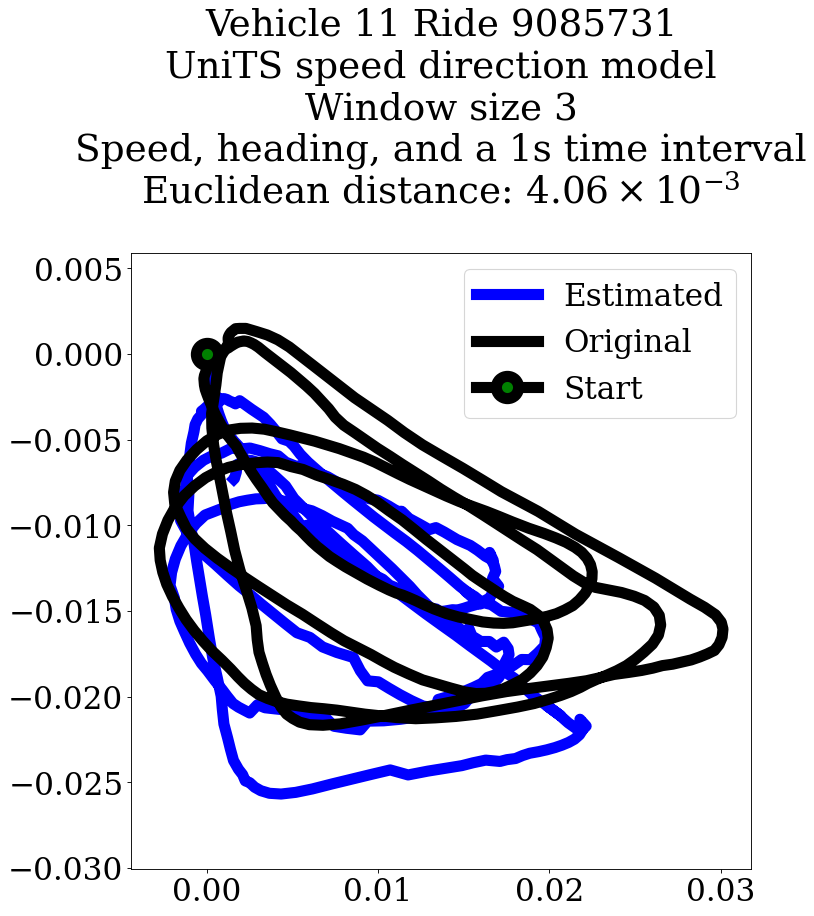 Vehicle 11 Ride 9085731
UniTS speed direction model
Window size 3
Speed, heading, and a 1s time interval
Euclidean distance: 4.06 × 10⁻³
Estimated
Original
Start
0.005
0.000
−0.005
−0.010
−0.015
−0.020
−0.025
−0.030
0.00 0.01 0.02 0.03